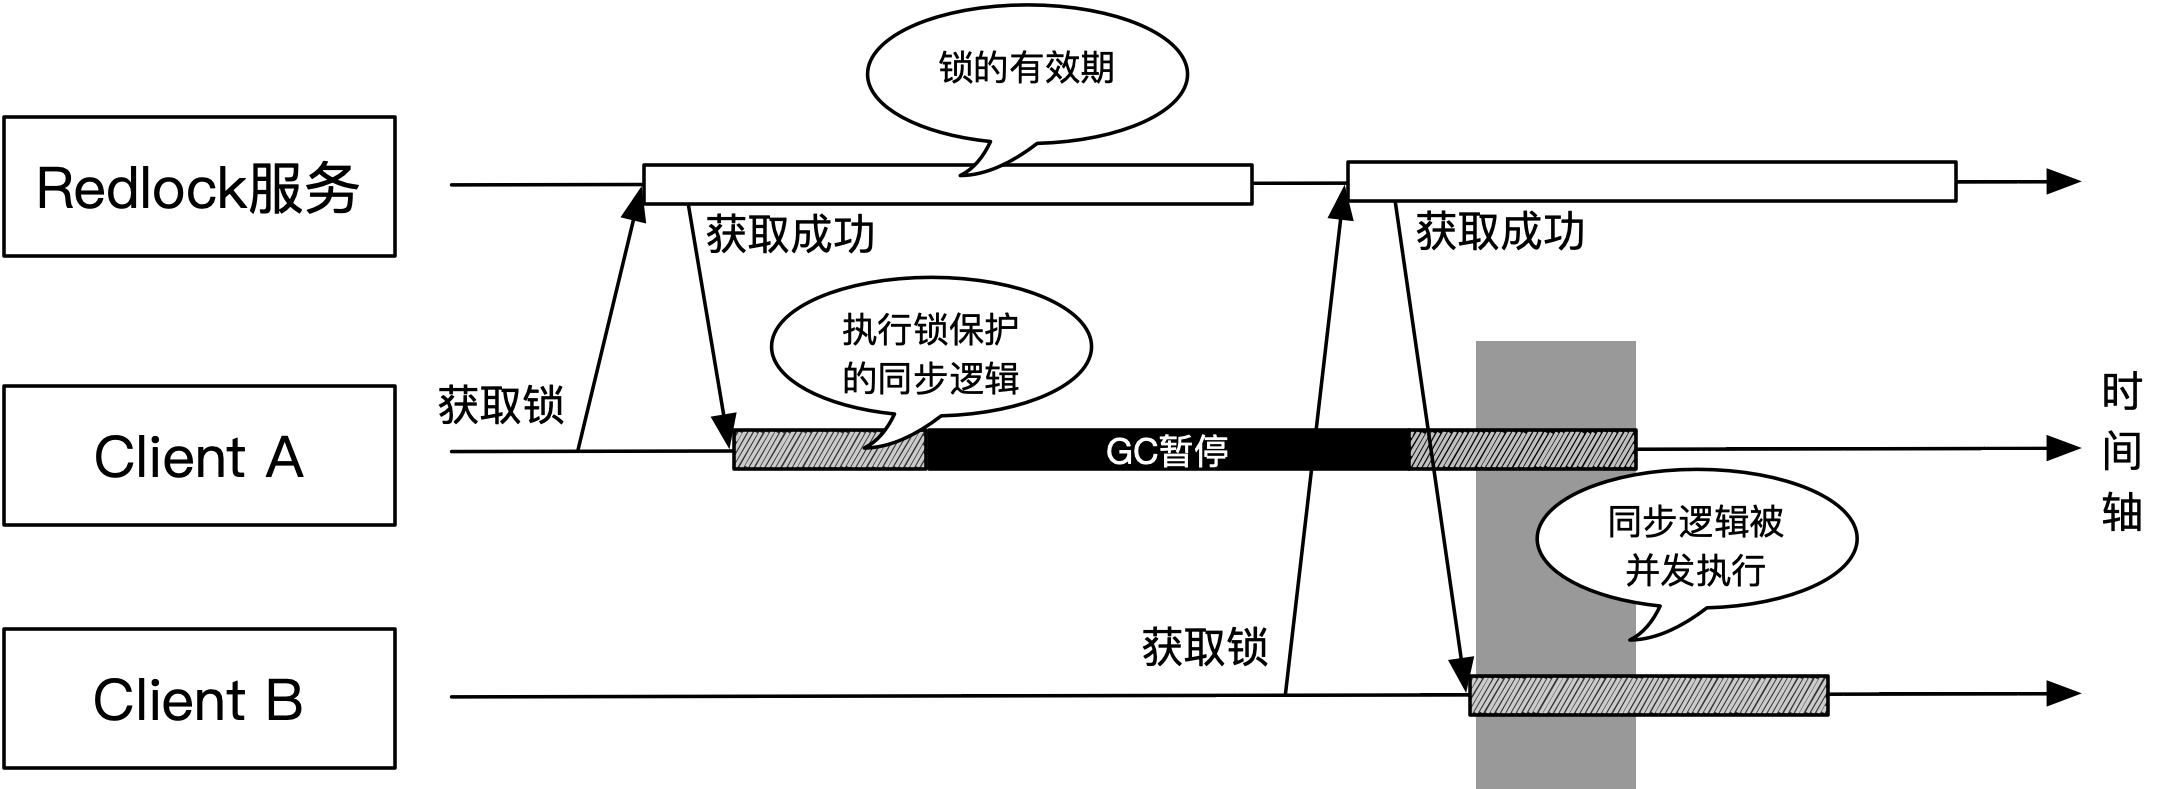 锁的有效期
Redlock服务
获取成功
获取成功
执行锁保护
的同步逻辑
获取锁
Client A
GC暂停
时
间
轴
同步逻辑被
并发执行
获取锁
Client B